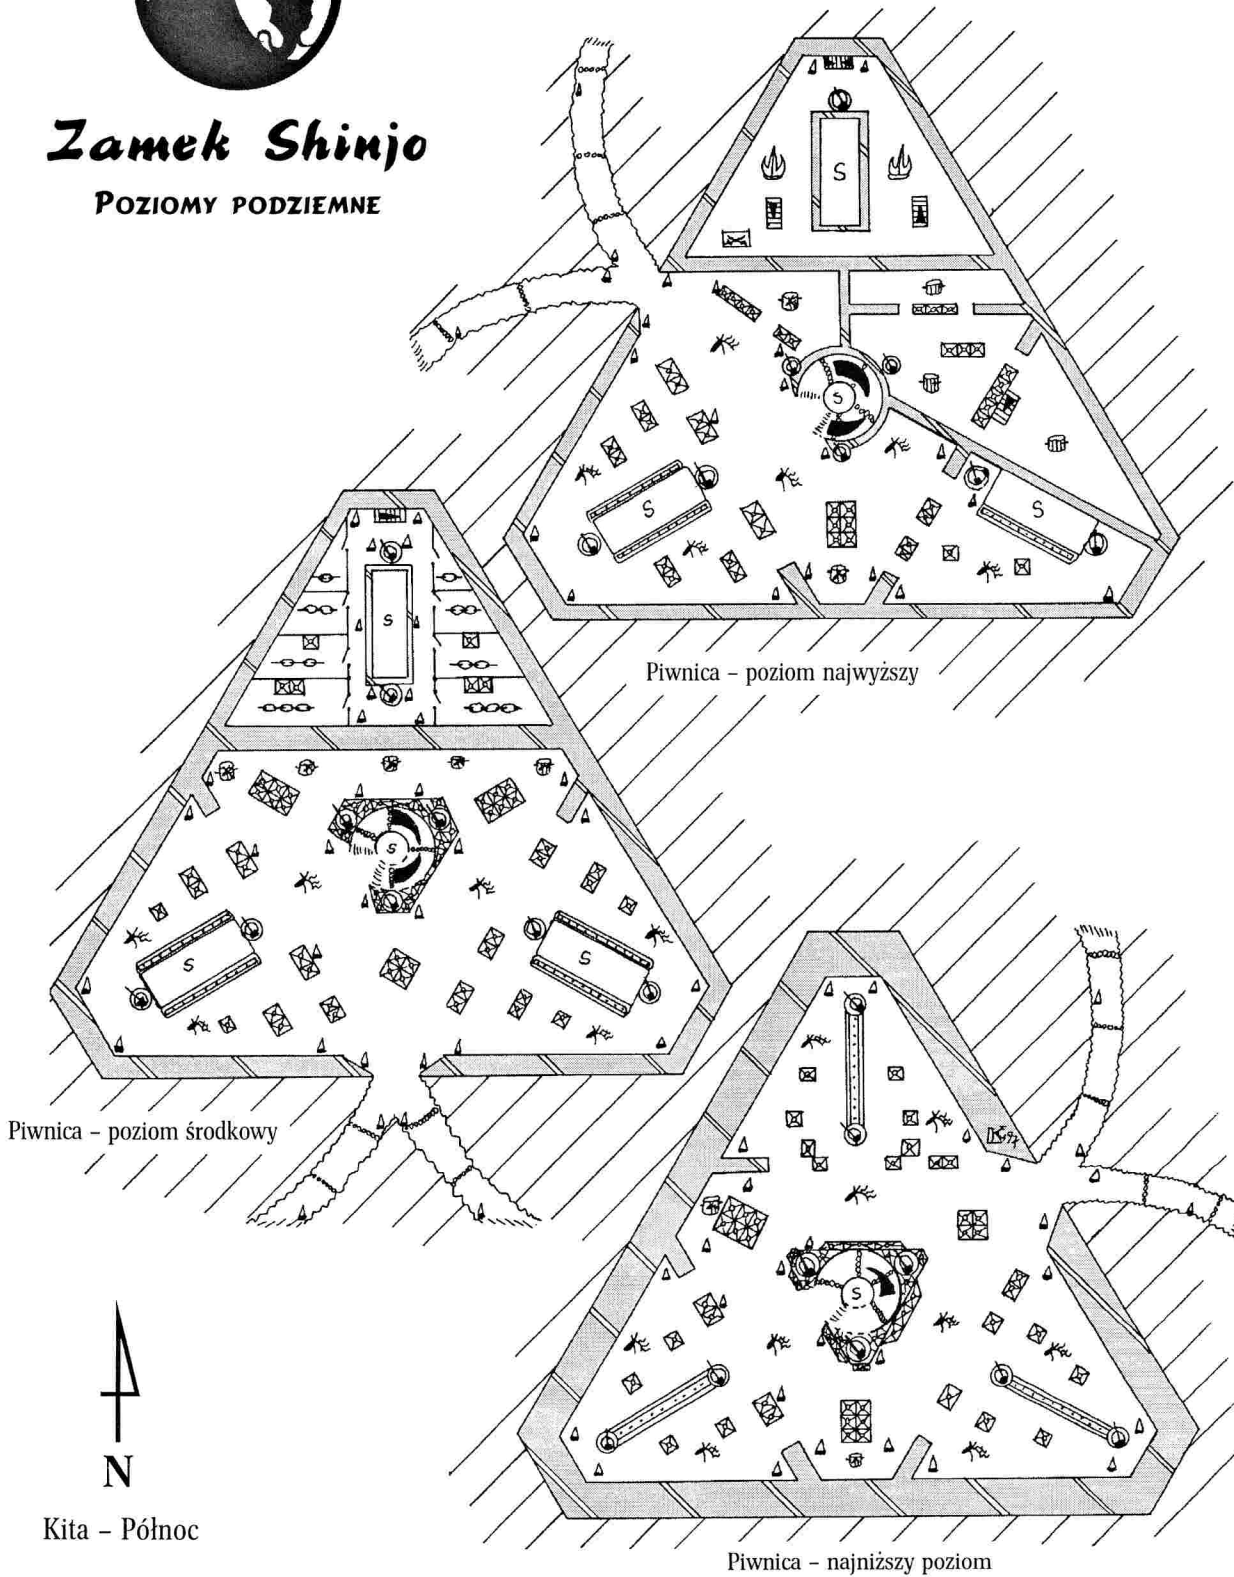 Zamek Shinjo
POZIOMY PODZIEMNE
S
S
S
S
Piwnica – poziom najwyższy
S
S
S
S
Piwnica – poziom środkowy
S
N
Kita – Północ
Piwnica – najniższy poziom